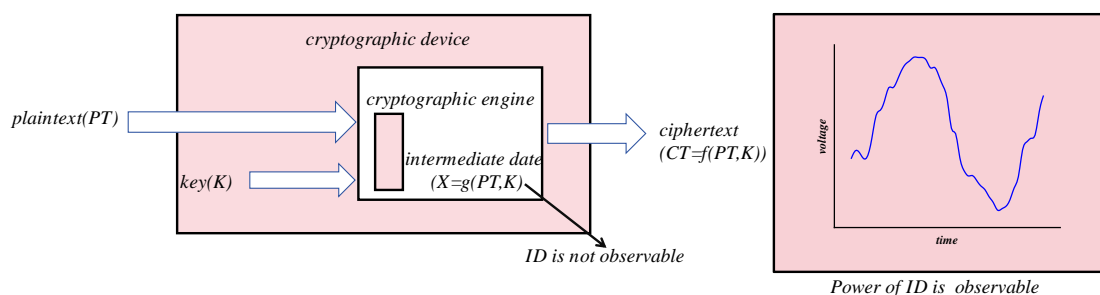 cryptographic device
cryptographic engine
plaintext(PT)
key(K)
intermediate date
(X=g(PT,K)
ciphertext
(CT=f(PT,K))
ID is not observable
voltage
time
Power of ID is observable